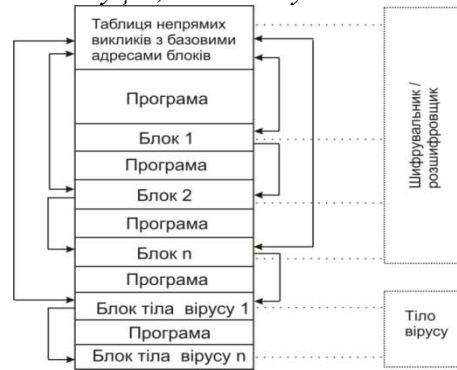 Таблиця непрямих
викликів з базовими
адресами блоків
Програма
Блок 1
Програма
Блок 2
Програма
Блок n
Програма
Блок тіла вірусу 1
Програма
Блок тіла вірусу n
Шифрувальник /
розшифровщик
Тіло
вірусу